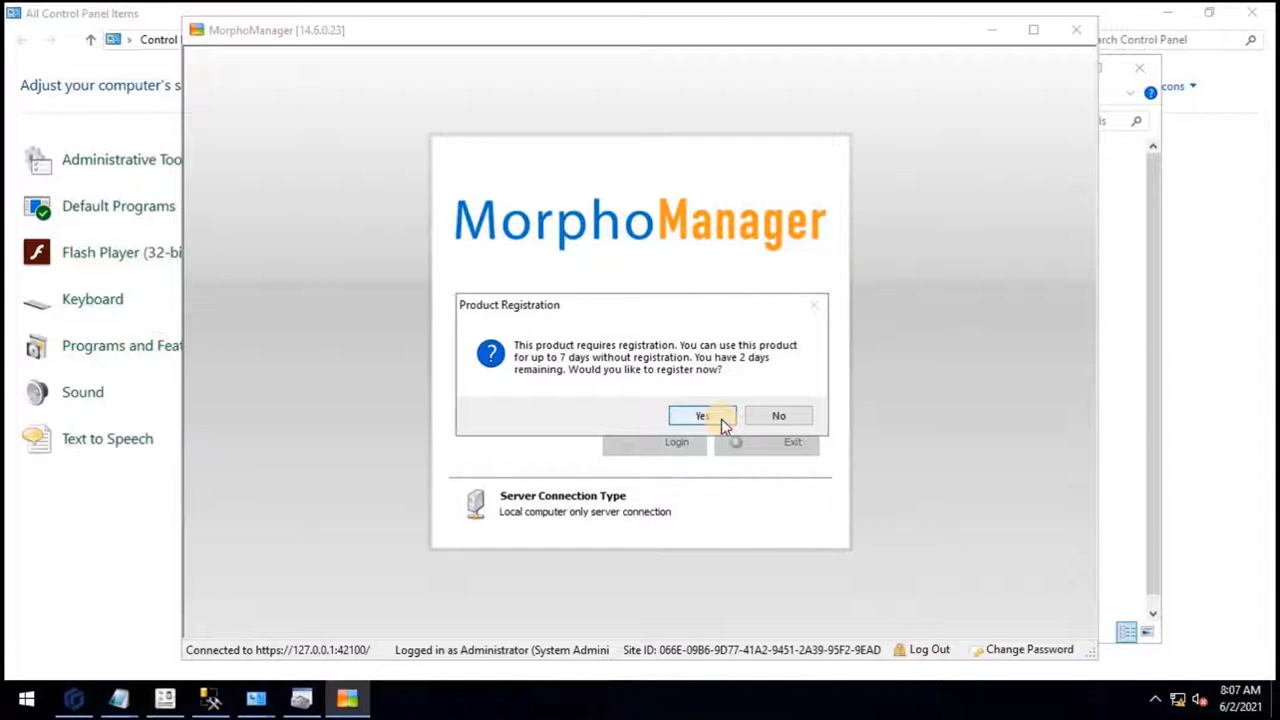 All Control Panel Items
MorphoManager [14.6.0.23]
Control
arch Control Panel
Adjust your computer's s
cons
is
Administrative Too
Default Programs
Flash Player (32-bi
Keyboard
Programs and Feat
Sound
Text to Speech
MorphoManager
Product Registration
This product requires registration. You can use this product
for up to 7 days without registration. You have 2 days
remaining. Would you like to register now?
Yes
No
Login
Exit
Server Connection Type
Local computer only server connection
Connected to https://127.0.0.1:42100/
Logged in as Administrator (System Admini
Site ID: 066E-09B6-9D77-41A2-9451-2A39-95F2-9EAD
Log Out
Change Password
8:07 AM
6/2/2021